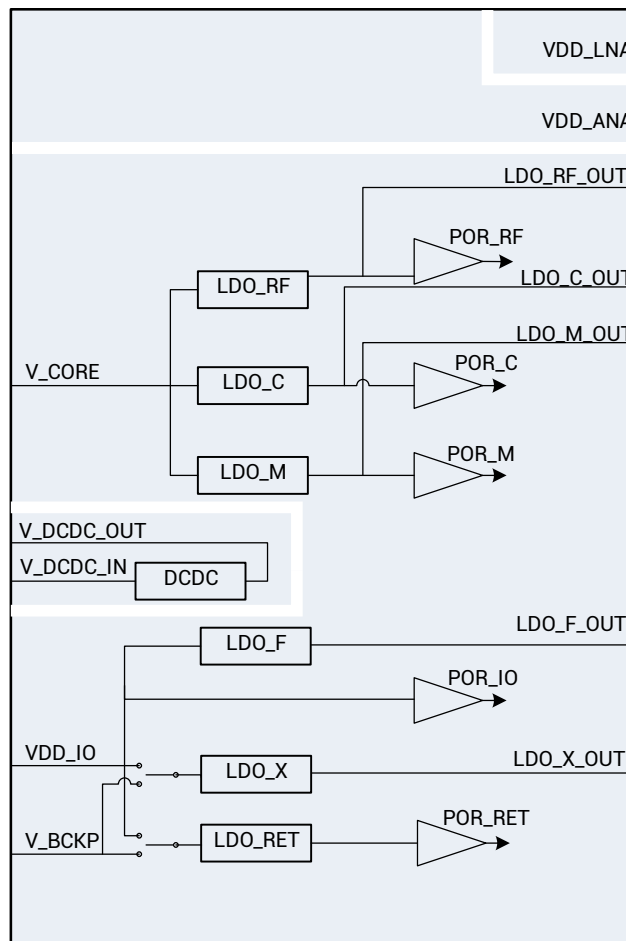 VDD_LNA
VDD_ANA
LDO_RF_OUT
POR_RF
LDO_RF
LDO_C_OUT
LDO_M_OUT
V_CORE
LDO_C
POR_C
LDO_M
POR_M
V_DCDC_OUT
V_DCDC_IN
DCDC
LDO_F_OUT
LDO_F
POR_IO
VDD_IO
LDO_X
LDO_X_OUT
POR_RET
V_BCKP
LDO_RET